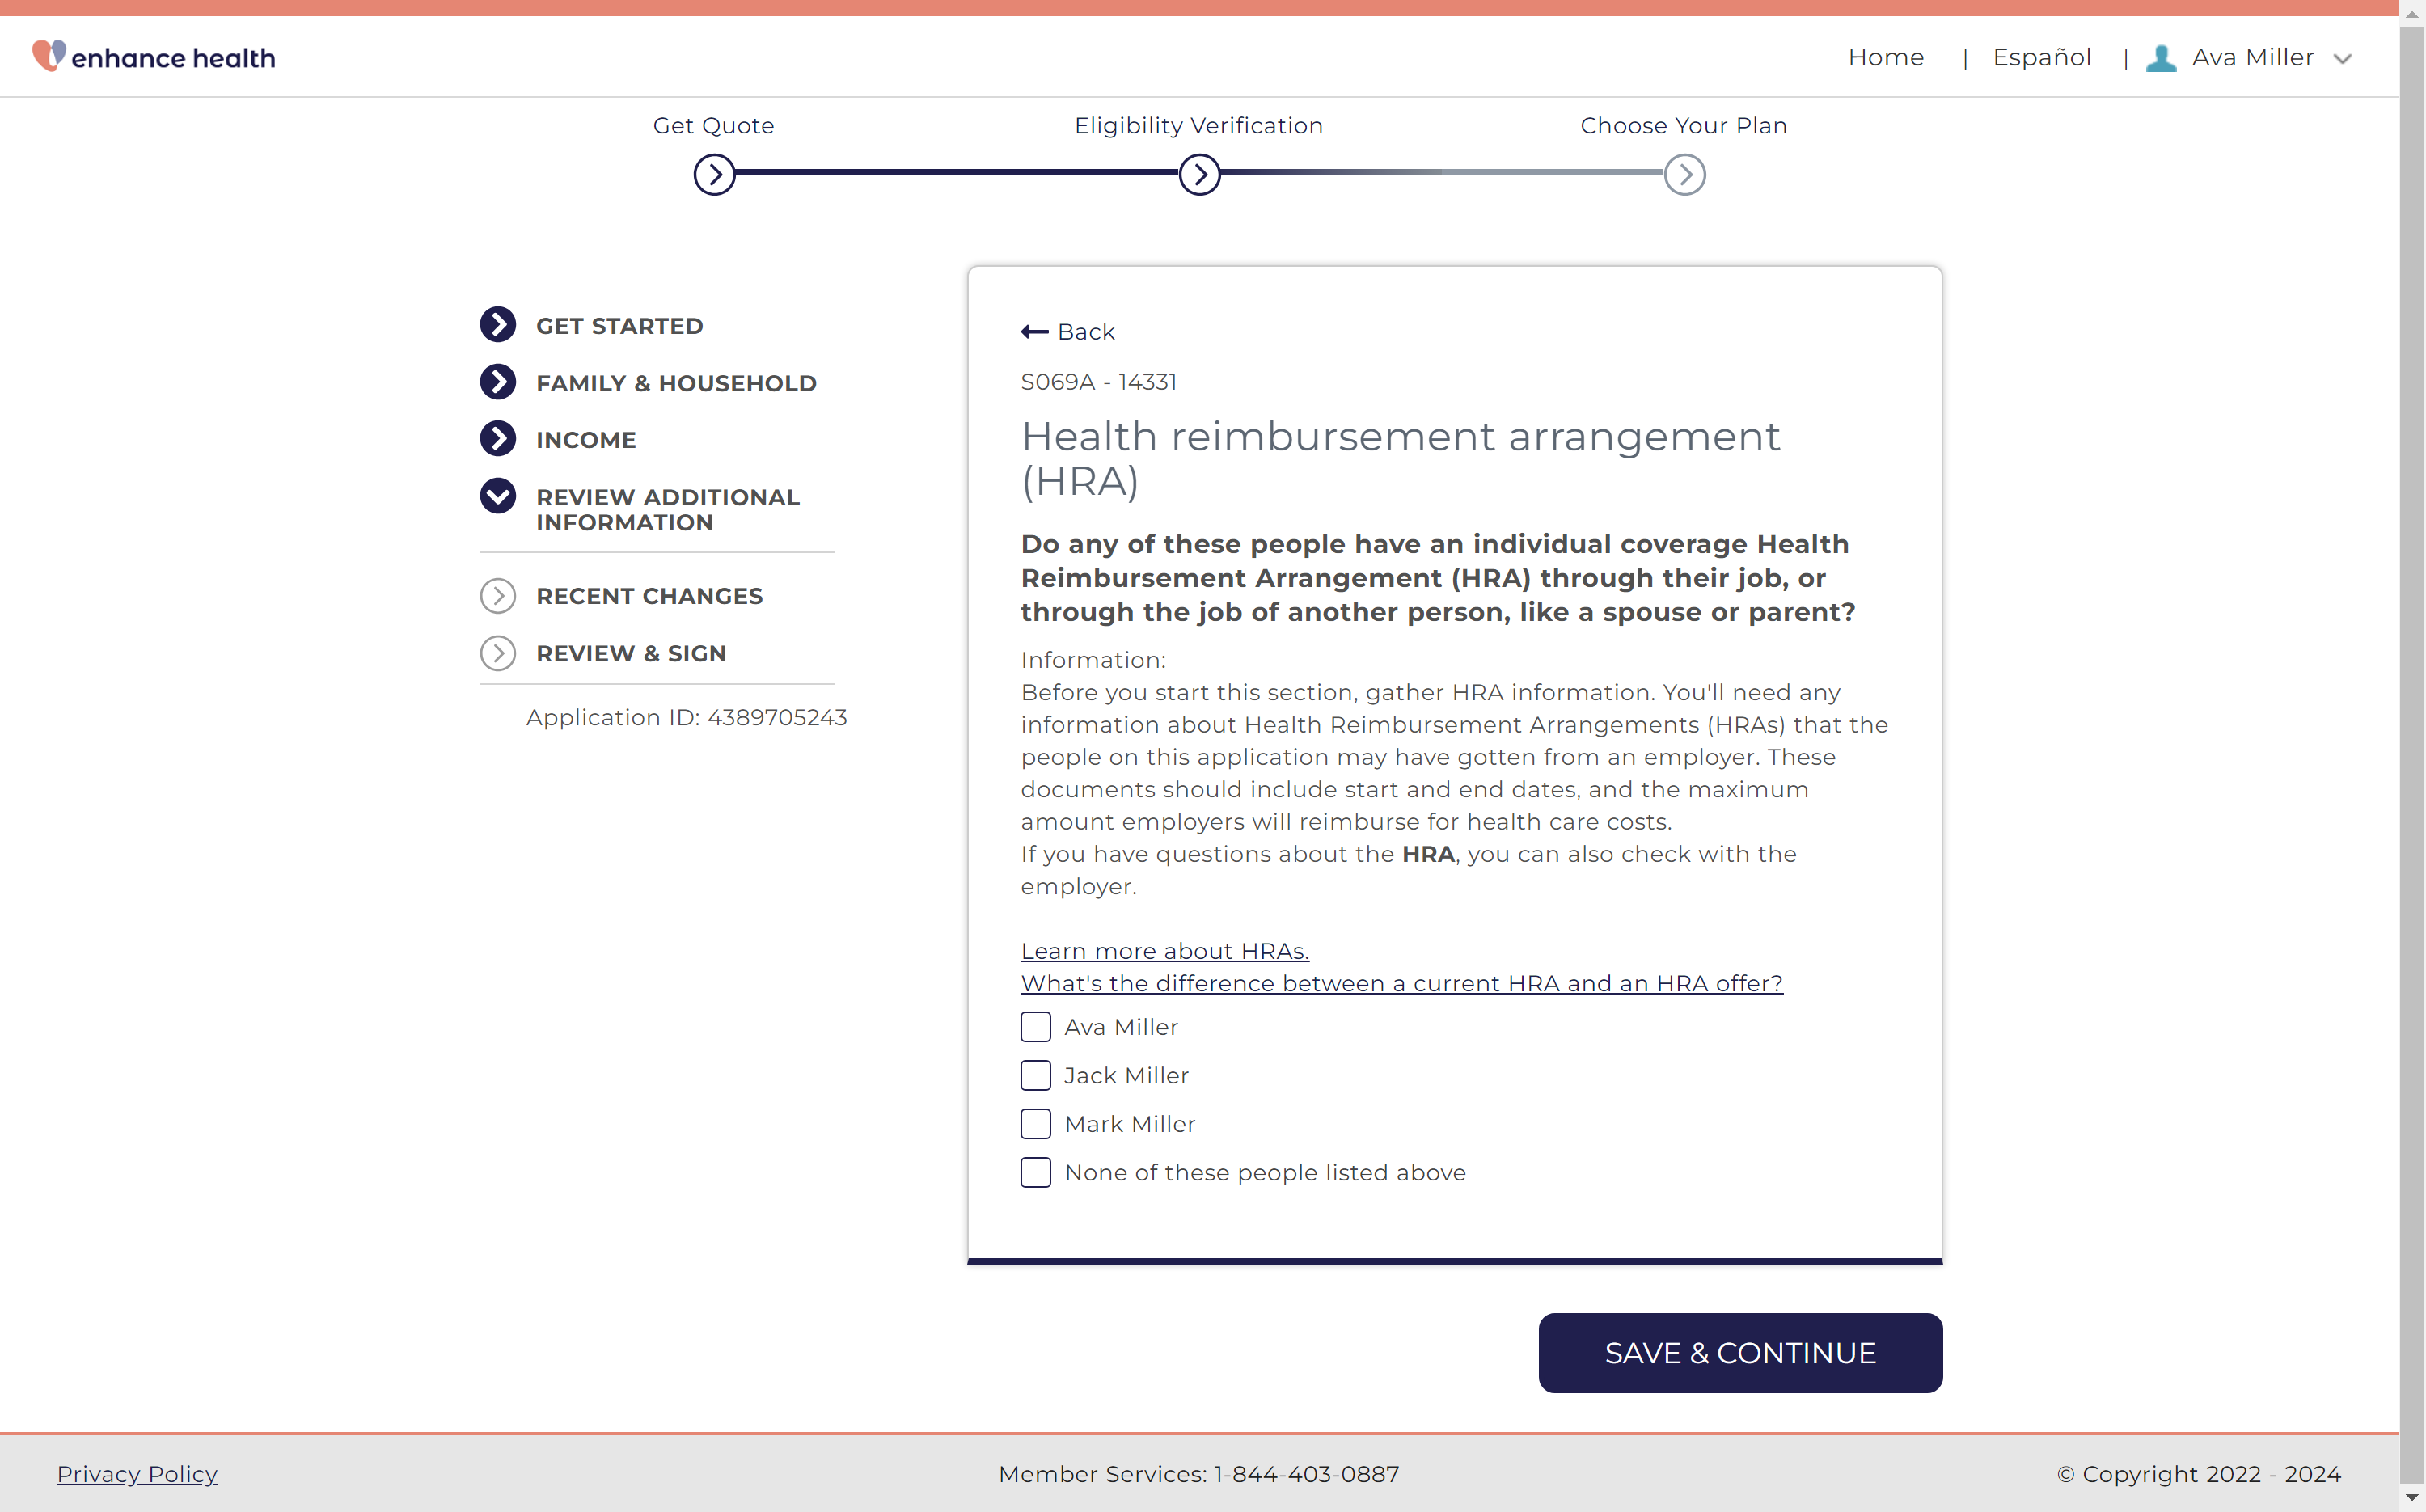 enhance health
Home | Español | Ava Miller
Get Quote
Eligibility Verification
Choose Your Plan
GET STARTED
FAMILY & HOUSEHOLD
INCOME
REVIEW ADDITIONAL
INFORMATION
RECENT CHANGES
REVIEW & SIGN
Application ID: 4389705243
Back
S069A - 14331
Health reimbursement arrangement
(HRA)
Do any of these people have an individual coverage Health
Reimbursement Arrangement (HRA) through their job, or
through the job of another person, like a spouse or parent?
Information:
Before you start this section, gather HRA information. You'll need any
information about Health Reimbursement Arrangements (HRAs) that the
people on this application may have gotten from an employer. These
documents should include start and end dates, and the maximum
amount employers will reimburse for health care costs.
If you have questions about the HRA, you can also check with the
employer.
Learn more about HRAs.
What's the difference between a current HRA and an HRA offer?
Ava Miller
Jack Miller
Mark Miller
None of these people listed above
SAVE & CONTINUE
Privacy Policy
Member Services: 1-844-403-0887
© Copyright 2022 - 2024